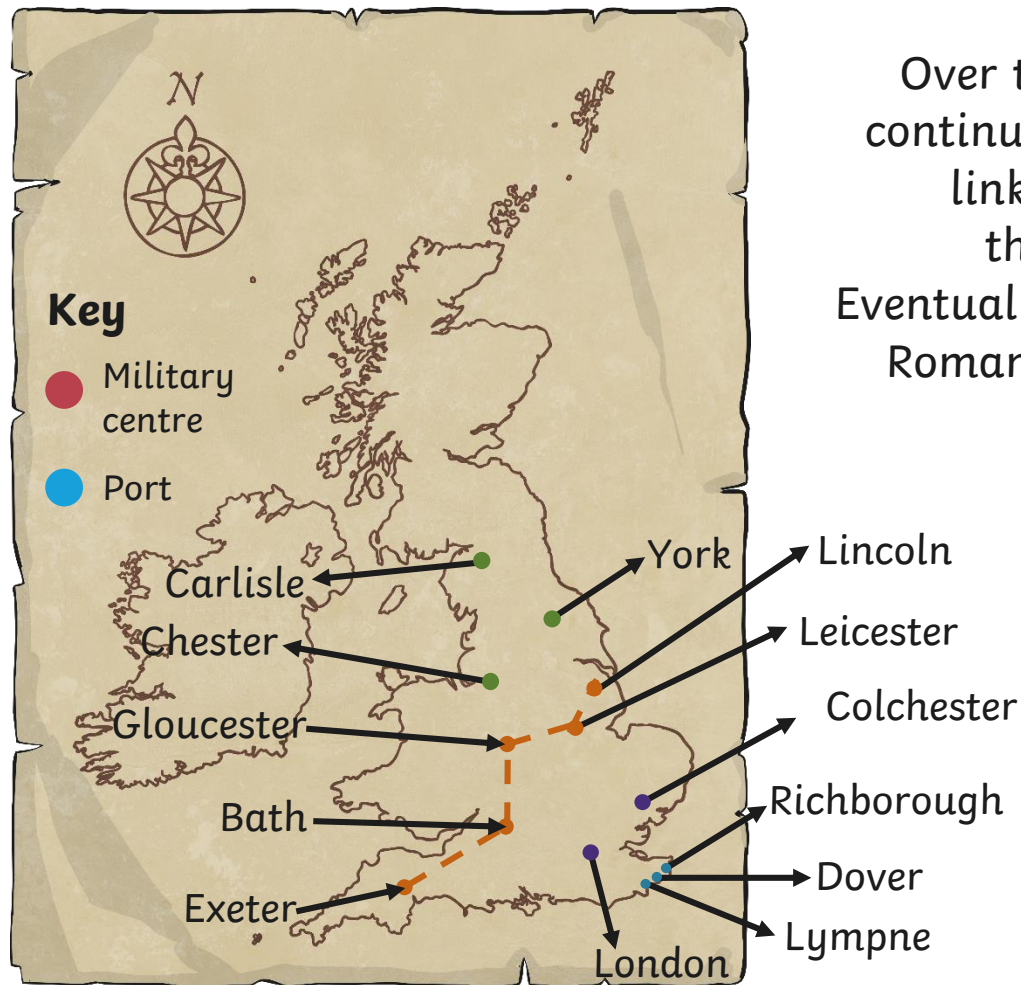 Over t
continu
link
th
Eventual
Roman
N
Key
Military
centre
Port
York
Lincoln
Carlisle
Leicester
Chester
Colchester
Gloucester
Richborough
Bath
Dover
Exeter
Lympne
London